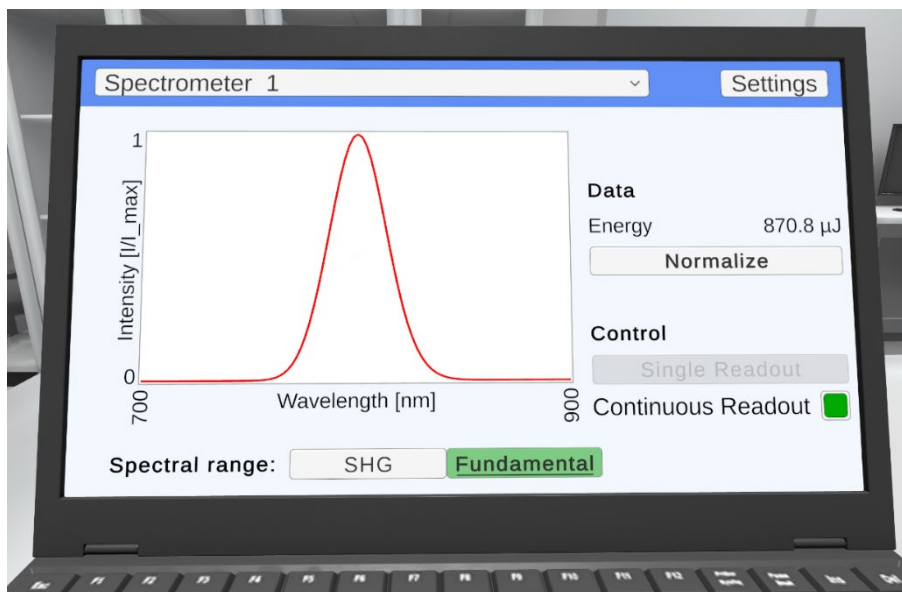 Spectrometer 1
Settings
1
Intensity [I/I_max]
0
700
Wavelength [nm]
900
Data
Energy 870.8 µJ
Normalize
Control
Single Readout
Continuous Readout
Spectral range: SHG Fundamental
Esc F1 F2 F3 F4 F5 F6 F7 F8 F9 F10 F11 F12
Ins Del